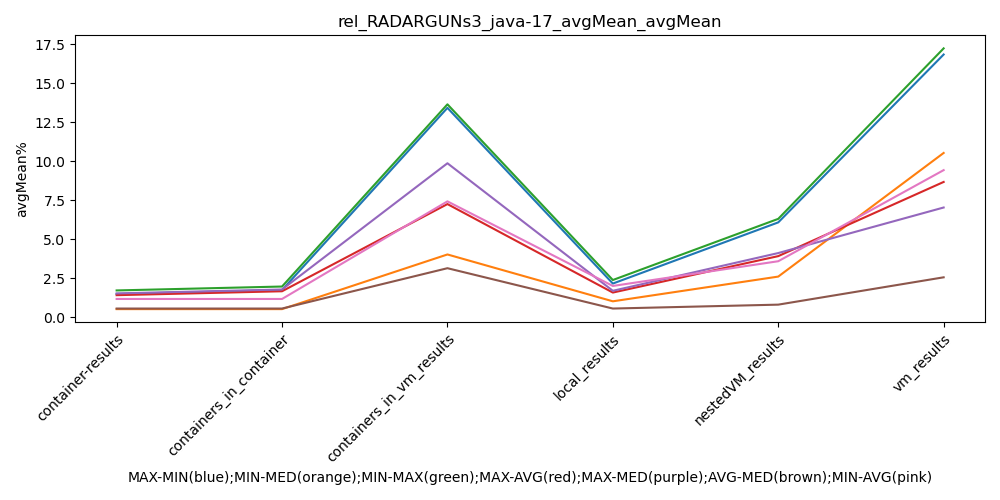 rel_RADARGUNs3_java-17_avgMean_avgMean
17.5
15.0
12.5
10.0
7.5
5.0
2.5
0.0
avgMean%
container-results
containers_in_container
containers_in_vm_results
local_results
nestedVM_results
vm_results
MAX-MIN(blue);MIN-MED(orange);MIN-MAX(green);MAX-AVG(red);MAX-MED(purple);AVG-MED(brown);MIN-AVG(pink)